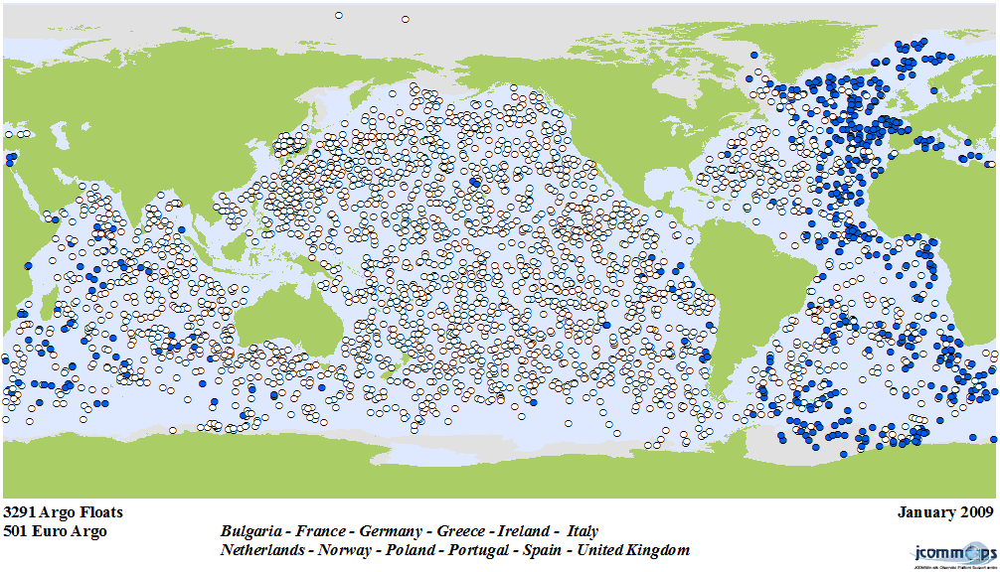 3291 Argo Floats
January 2009
501 Euro Argo
Bulgaria - France - Germany - Greece - Ireland - Italy
Netherlands - Norway - Poland - Portugal - Spain - United Kingdom
jcommops